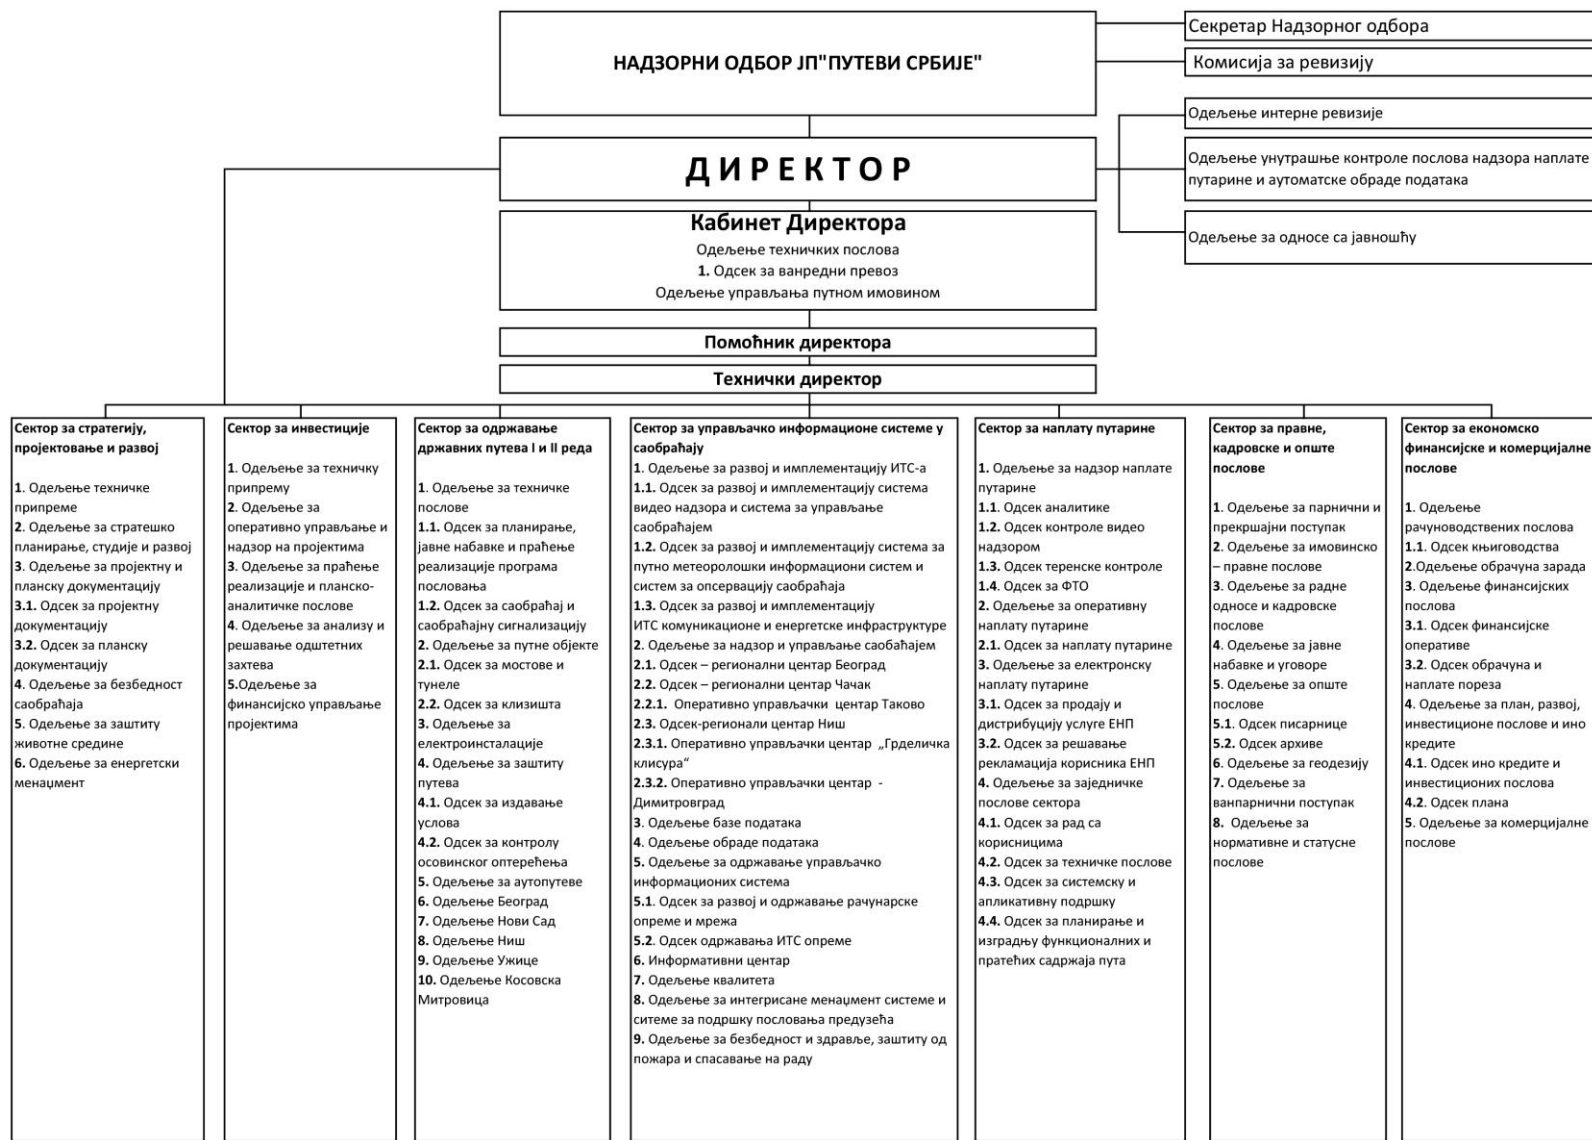 НАДЗОРНИ ОДБОР ЈП"ПУТЕВИ СРБИЈЕ"
Секретар Надзорног одбора
Комисија за ревизију
Одељење интерне ревизије
ДИРЕКТОР
Одељење унутрашње контроле послова надзора наплате
путарине и аутоматске обраде података
Одељење за односе са јавношћу
Кабинет Директора
Одељење техничких послова
1. Одсек за ванредни превоз
Одељење управљања путном имовином
Помоћник директора
Технички директор
Сектор за стратегију,
пројектовање и развој
1. Одељење техничке
припреме
2. Одељење за стратешко
планирање, студије и развој
3. Одељење за пројектну и
планску документацију
3.1. Одсек за пројектну
документацију
3.2. Одсек за планску
документацију
4. Одељење за безбедност
саобраћаја
5. Одељење за заштиту
животне средине
6. Одељење за енергетски
менаџмент
Сектор за инвестиције
1. Одељење за техничку
припрему
2. Одељење за
оперативно управљање и
надзор на пројектима
3. Одељење за праћење
реализације и планско-
аналитичке послове
4. Одељење за анализу и
решавање одштетних
захтева
5.Одељење за
финансијско управљање
пројектима
Сектор за одржавање
државних путева I и II реда
1. Одељење за техничке
послове
1.1. Одсек за планирање,
јавне набавке и праћење
реализације програма
пословања
1.2. Одсек за саобраћај и
саобраћајну сигнализацију
2. Одељење за путне објекте
2.1. Одсек за мостове и
тунеле
2.2. Одсек за клизишта
3. Одељење за
електроинсталације
4. Одељење за заштиту
путева
4.1. Одсек за издавање
услова
4.2. Одсек за контролу
осовинског оптерећења
5. Одељење за аутопутеве
6. Одељење Београд
7. Одељење Нови Сад
8. Одељење Ниш
9. Одељење Ужице
10. Одељење Косовска
Митровица
Сектор за управљачко информационе системе у
саобраћају
1. Одељење за развој и имплементацију ИТС-а
1.1. Одсек за развој и имплементацију система
видео надзора и система за управљање
саобраћајем
1.2. Одсек за развој и имплементацију система за
путно метеоролошки информациони систем и
систем за опсервацију саобраћаја
1.3. Одсек за развој и имплементацију
ИТС комуникационе и енергетске инфраструктуре
2. Одељење за надзор и управљање саобаћајем
2.1. Одсек – регионални центар Београд
2.2. Одсек – регионални центар Чачак
2.2.1. Оперативно управљачки центар Таково
2.3. Одсек-регионали центар Ниш
2.3.1. Оперативно управљачки центар „Грделичка
клисура“
2.3.2. Оперативно управљачки центар -
Димитровград
3. Одељење базе података
4. Одељење обраде података
5. Одељење за одржавање управљачко
информационих система
5.1. Одсек за развој и одржавање рачунарске
опреме и мрежа
5.2. Одсек одржавања ИТС опреме
6. Информативни центар
7. Одељење квалитета
8. Одељење за интегрисане менаџмент системе и
ситеме за подршку пословања предузећа
9. Одељење за безбедност и здравље, заштиту од
пожара и спасавање на раду
Сектор за наплату путарине
1. Одељење за надзор наплате
путарине
1.1. Одсек аналитике
1.2. Одсек контроле видео
надзором
1.3. Одсек теренске контроле
1.4. Одсек за ФТО
2. Одељење за оперативну
наплату путарине
2.1. Одсек за наплату путарине
3. Одељење за електронску
наплату путарине
3.1. Одсек за продају и
дистрибуцију услуге ЕНП
3.2. Одсек за решавање
рекламација корисника ЕНП
4. Одељење за заједничке
послове сектора
4.1. Одсек за рад са
корисницима
4.2. Одсек за техничке послове
4.3. Одсек за системску и
апликативну подршку
4.4. Одсек за планирање и
изградњу функционалних и
пратећих садржаја пута
Сектор за правне,
кадровске и опште
послове
1. Одељење за парнични и
прекршајни поступак
2. Одељење за имовинско
– правне послове
3. Одељење за радне
односе и кадровске
послове
4. Одељење за јавне
набавке и уговоре
5. Одељење за опште
послове
5.1. Одсек писарнице
5.2. Одсек архиве
6. Одељење за геодезију
7. Одељење за
ванпарнични поступак
8. Одељење за
нормативне и статусне
послове
Сектор за економско
финансијске и комерцијалне
послове
1. Одељење
рачуноводствених послова
1.1. Одсек књиговодства
2.Одељење обрачуна зарада
3. Одељење финансијских
послова
3.1. Одсек финансијске
оперативе
3.2. Одсек обрачуна и
наплате пореза
4. Одељење за план, развој,
инвестиционе послове и ино
кредите
4.1. Одсек ино кредите и
инвестиционих послова
4.2. Одсек плана
5. Одељење за комерцијалне
послове